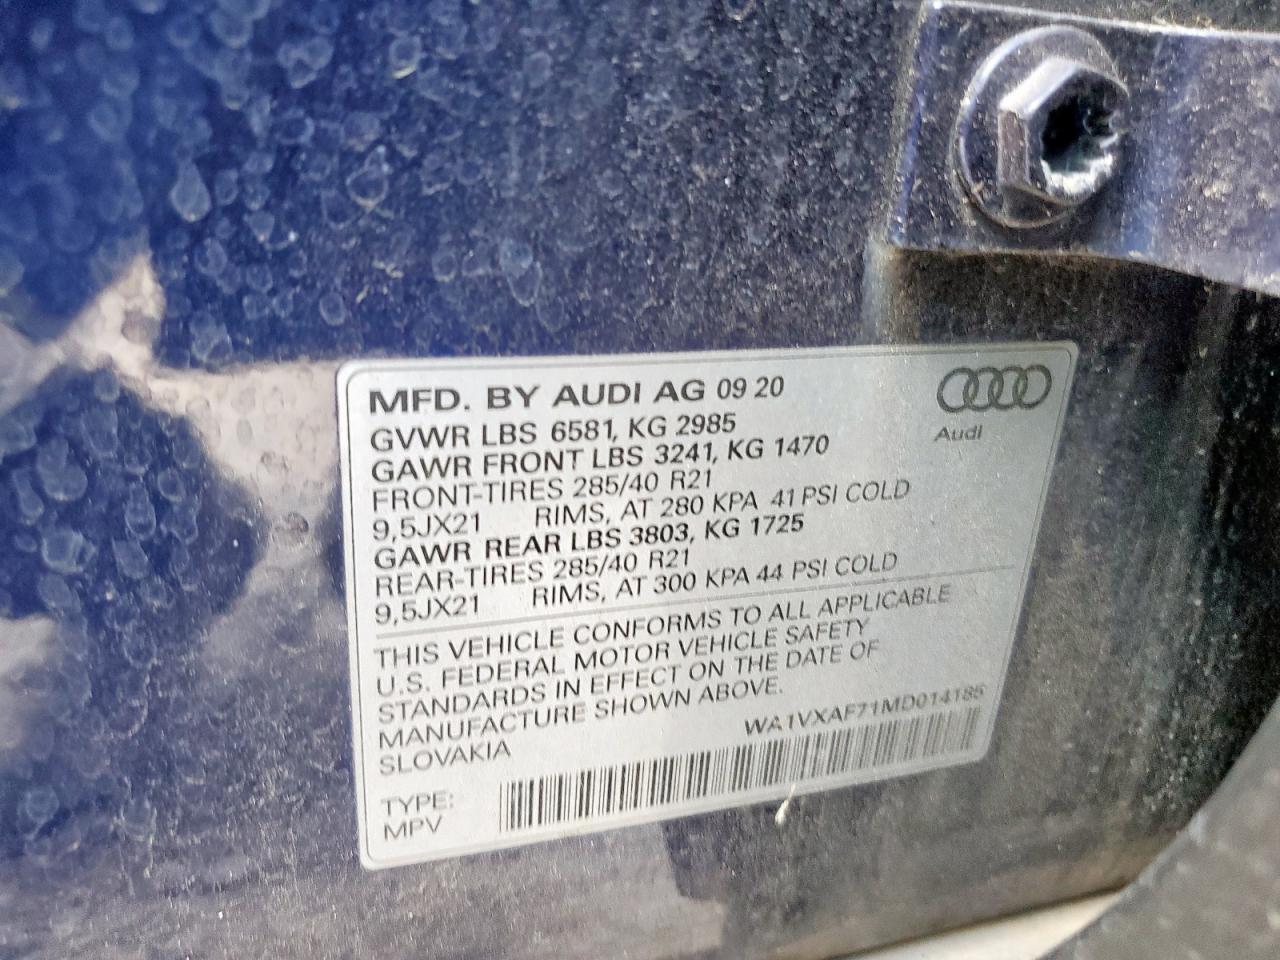 MFD. BY AUDI AG 09 20
Audi
GVWR LBS 6581, KG 2985
GAWR FRONT LBS 3241, KG 1470
FRONT-TIRES 285/40 R21
9,5JX21 RIMS, AT 280 KPA 41 PSI COLD
GAWR REAR LBS 3803, KG 1725
REAR-TIRES 285/40 R21
9,5JX21 RIMS, AT 300 KPA 44 PSI COLD
THIS VEHICLE CONFORMS TO ALL APPLICABLE
U.S. FEDERAL MOTOR VEHICLE SAFETY
STANDARDS IN EFFECT ON THE DATE OF
MANUFACTURE SHOWN ABOVE.
SLOVAKIA
WA1VXAF71MD014185
TYPE:
MPV